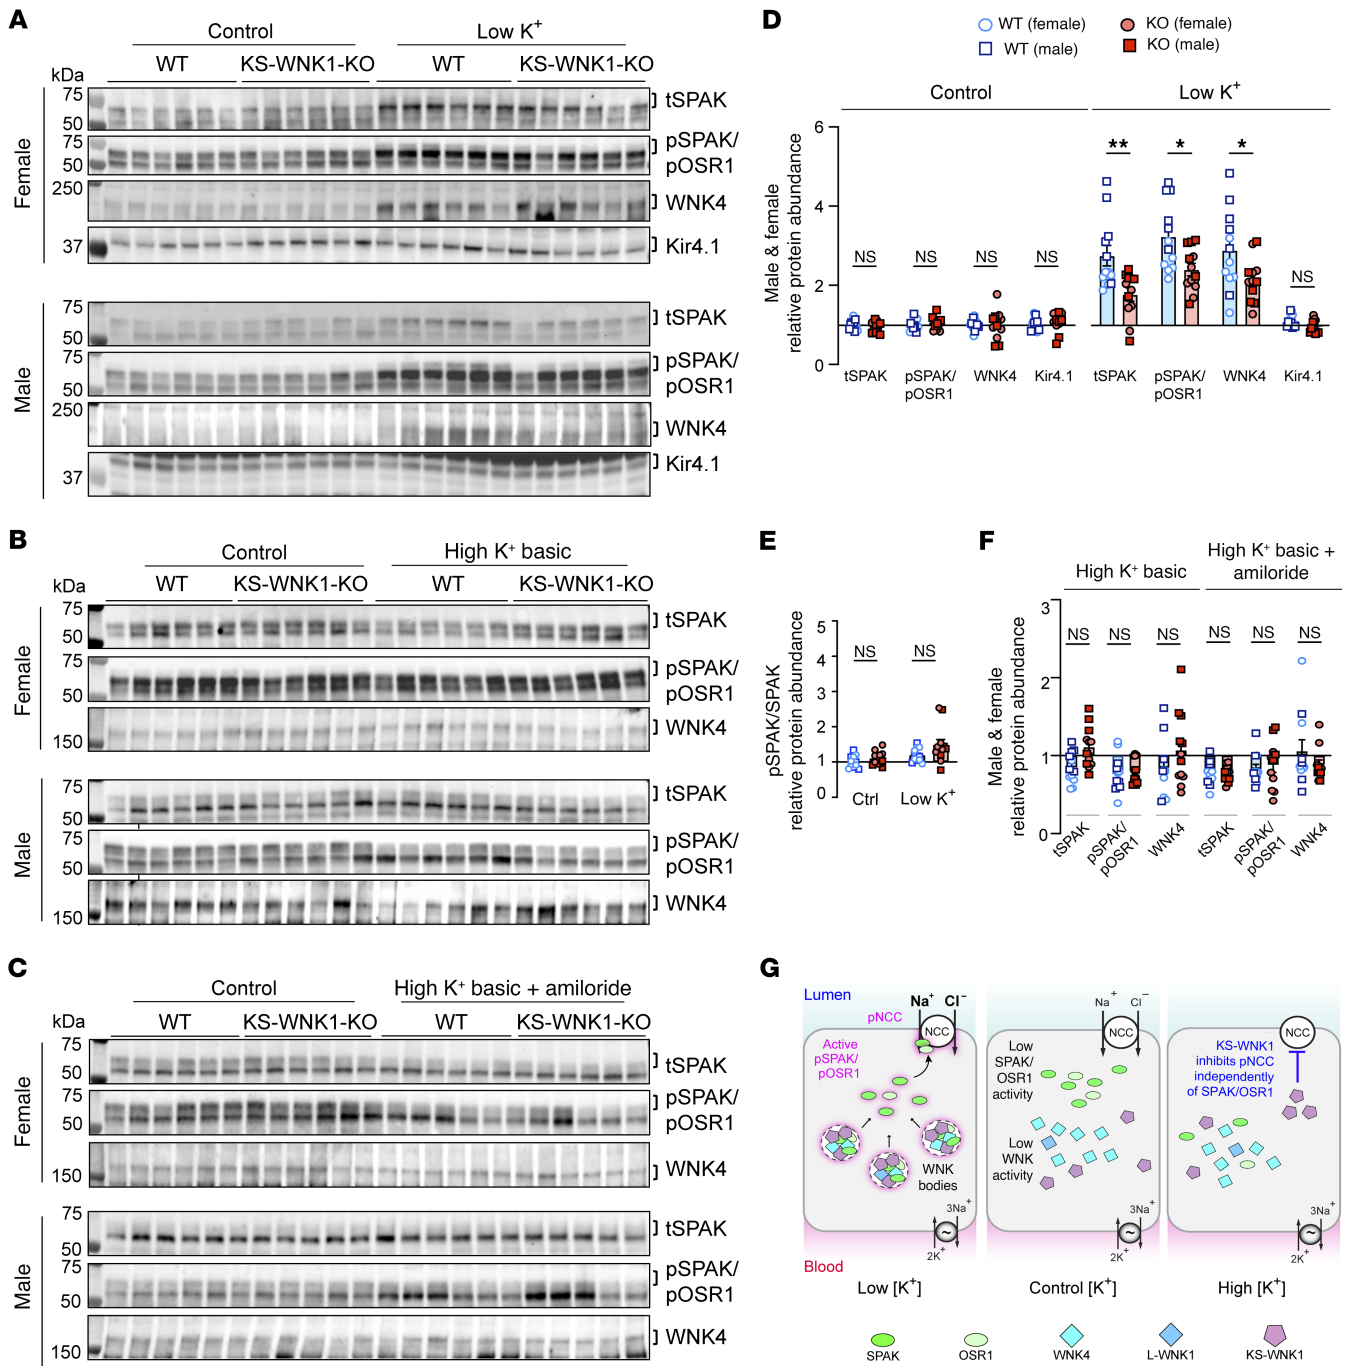 A
Control
Low K⁺
WT
KS-WNK1-KO
WT
KS-WNK1-KO
kDa
Female
75
50
tSPAK
75
50
pSPAK/
pOSR1
250
WNK4
37
Kir4.1
Male
75
50
tSPAK
75
50
pSPAK/
pOSR1
250
WNK4
37
Kir4.1
B
Control
High K⁺ basic
WT
KS-WNK1-KO
WT
KS-WNK1-KO
kDa
Female
75
50
tSPAK
75
50
pSPAK/
pOSR1
150
WNK4
Male
75
50
tSPAK
75
50
pSPAK/
pOSR1
150
WNK4
C
Control
High K⁺ basic + amiloride
WT
KS-WNK1-KO
WT
KS-WNK1-KO
kDa
Female
75
50
tSPAK
75
50
pSPAK/
pOSR1
150
WNK4
Male
75
50
tSPAK
75
50
pSPAK/
pOSR1
150
WNK4
D
WT (female)
KO (female)
WT (male)
KO (male)
Control
Low K⁺
Male & female
relative protein abundance
6
4
2
0
NS
NS
NS
NS
**
*
*
NS
tSPAK
pSPAK/
pOSR1
WNK4
Kir4.1
tSPAK
pSPAK/
pOSR1
WNK4
Kir4.1
E
pSPAK/SPAK
relative protein abundance
5
4
3
2
1
0
NS
NS
Ctrl
Low K⁺
F
High K⁺ basic
High K⁺ basic +
amiloride
Male & female
relative protein abundance
3
2
1
0
NS
NS
NS
NS
NS
NS
tSPAK
pSPAK/
pOSR1
WNK4
tSPAK
pSPAK/
pOSR1
WNK4
G
Lumen
Na⁺
Cl⁻
pNCC
NCC
Active
pSPAK/
pOSR1
WNK
bodies
3Na⁺
~
2K⁺
Blood
Low [K⁺]
Na⁺
Cl⁻
NCC
Low
SPAK/
OSR1
activity
Low
WNK
activity
3Na⁺
~
2K⁺
Control [K⁺]
NCC
KS-WNK1
inhibits pNCC
independently
of SPAK/OSR1
3Na⁺
~
2K⁺
High [K⁺]
SPAK
OSR1
WNK4
L-WNK1
KS-WNK1